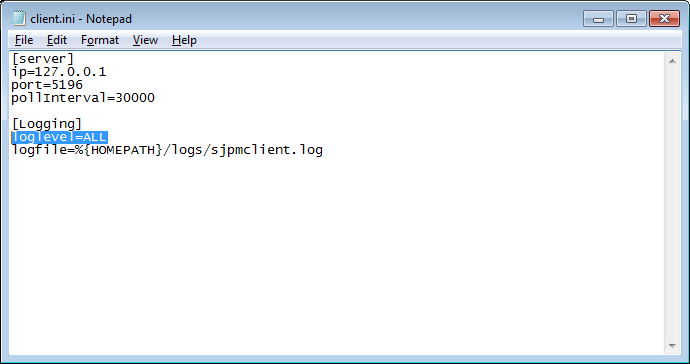 client.ini - Notepad
File Edit Format View Help
[server]
ip=127.0.0.1
port=5196
pollInterval=30000

[Logging]
loglevel=ALL
logfile=%{HOMEPATH}/logs/sjpmclient.log